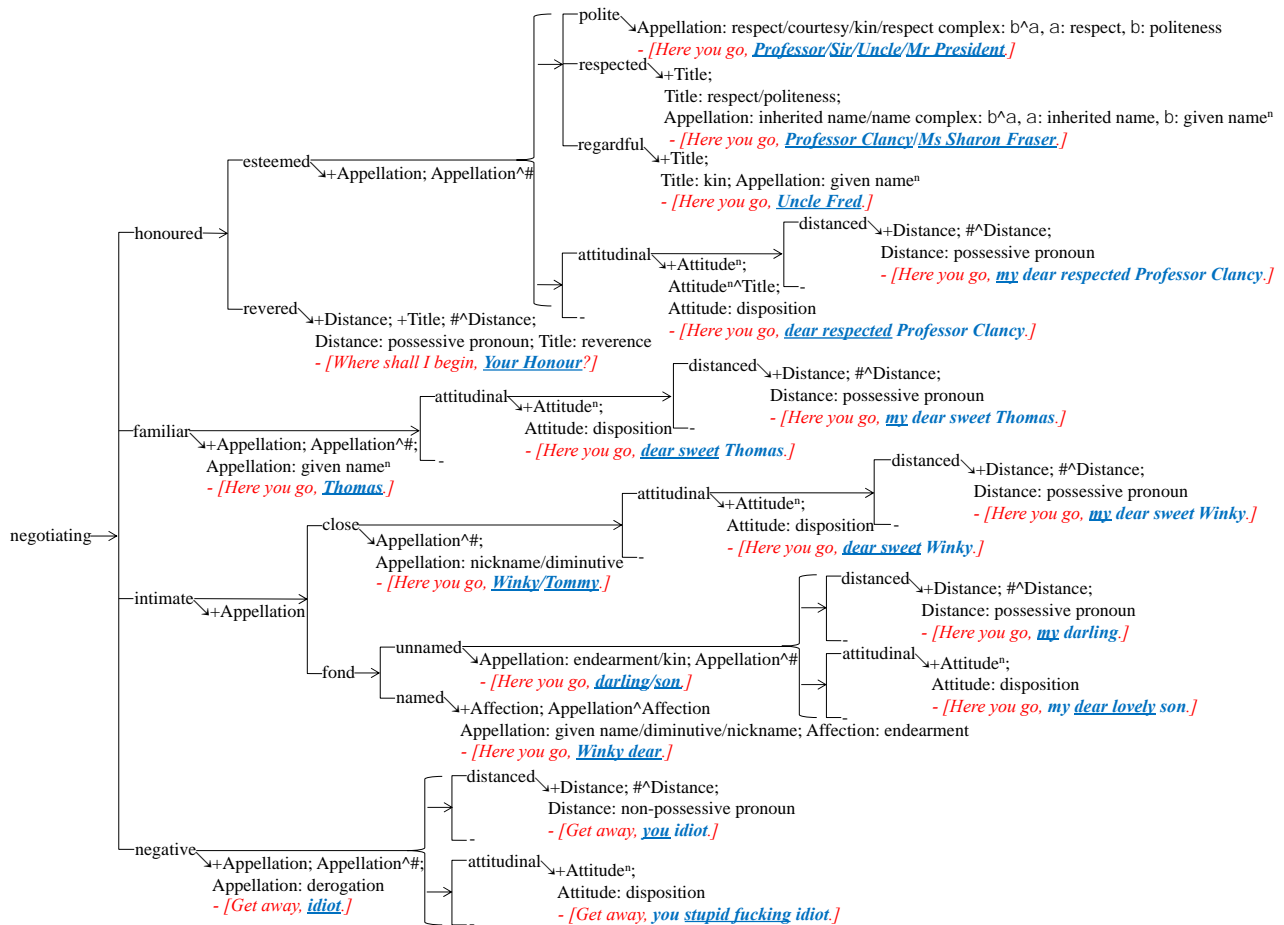 polite
Appellation: respect/courtesy/kin/respect complex: b^a, a: respect, b: politeness
- [Here you go, Professor/Sir/Uncle/Mr President.]
respected
+Title;
Title: respect/politeness;
Appellation: inherited name/name complex: b^a, a: inherited name, b: given nameⁿ
- [Here you go, Professor Clancy/Ms Sharon Fraser.]
regardful
+Title;
Title: kin; Appellation: given nameⁿ
- [Here you go, Uncle Fred.]
esteemed
+Appellation; Appellation^#
honoured
attitudinal
+Attitudeⁿ;
Attitudeⁿ^Title;
Attitude: disposition
- [Here you go, dear respected Professor Clancy.]
-
distanced
+Distance; #^Distance;
Distance: possessive pronoun
- [Here you go, my dear respected Professor Clancy.]
-
revered
+Distance; +Title; #^Distance;
Distance: possessive pronoun; Title: reverence
- [Where shall I begin, Your Honour?]
familiar
+Appellation; Appellation^#;
Appellation: given nameⁿ
- [Here you go, Thomas.]
attitudinal
+Attitudeⁿ;
Attitude: disposition
- [Here you go, dear sweet Thomas.]
-
distanced
+Distance; #^Distance;
Distance: possessive pronoun
- [Here you go, my dear sweet Thomas.]
-
negotiating
intimate
+Appellation
close
Appellation^#;
Appellation: nickname/diminutive
- [Here you go, Winky/Tommy.]
attitudinal
+Attitudeⁿ;
Attitude: disposition
- [Here you go, dear sweet Winky.]
-
distanced
+Distance; #^Distance;
Distance: possessive pronoun
- [Here you go, my dear sweet Winky.]
-
fond
unnamed
Appellation: endearment/kin; Appellation^#
- [Here you go, darling/son.]
distanced
+Distance; #^Distance;
Distance: possessive pronoun
- [Here you go, my darling.]
-
attitudinal
+Attitudeⁿ;
Attitude: disposition
- [Here you go, my dear lovely son.]
-
named
+Affection; Appellation^Affection
Appellation: given name/diminutive/nickname; Affection: endearment
- [Here you go, Winky dear.]
negative
+Appellation; Appellation^#;
Appellation: derogation
- [Get away, idiot.]
distanced
+Distance; #^Distance;
Distance: non-possessive pronoun
- [Get away, you idiot.]
-
attitudinal
+Attitudeⁿ;
Attitude: disposition
- [Get away, you stupid fucking idiot.]
-